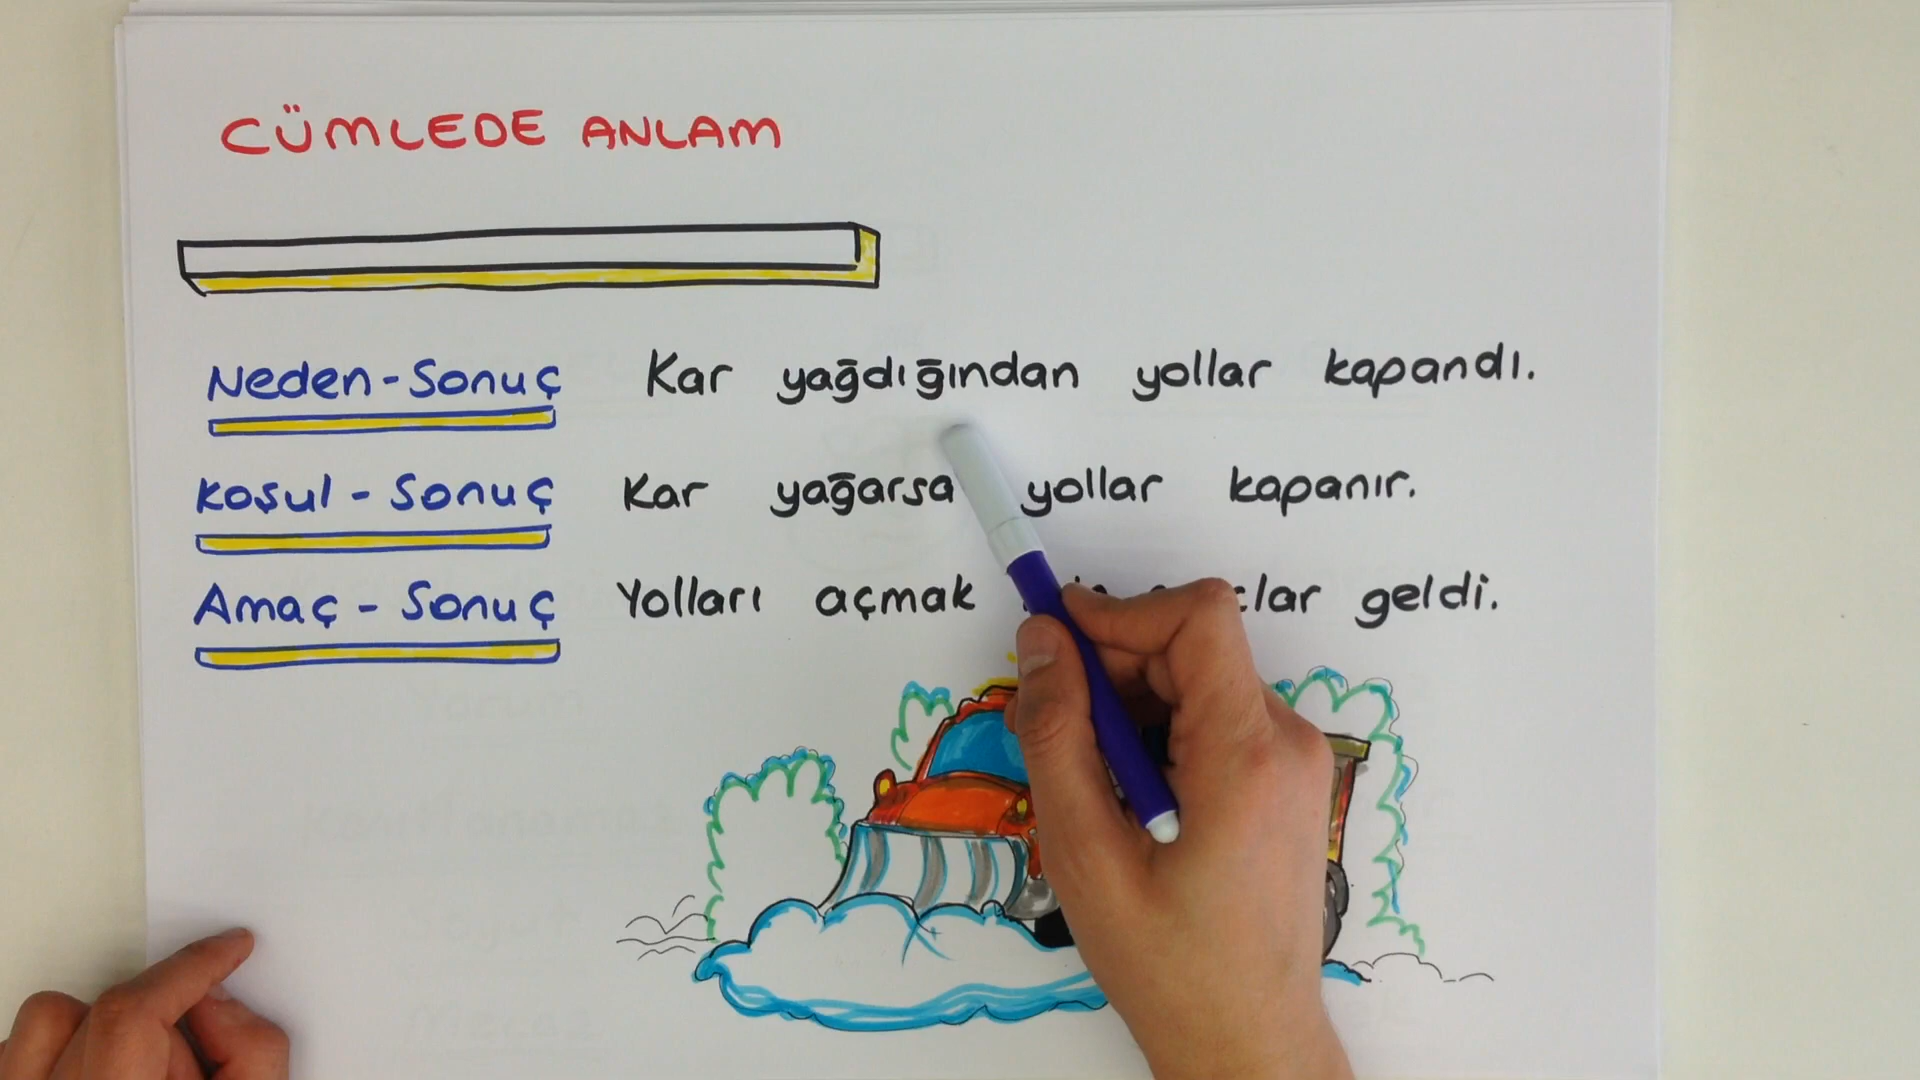 CÜMLEDE ANLAM
Neden-Sonuç Kar yağdığından yollar kapandı.
Koşul - Sonuç Kar yağarsa yollar kapanır.
Amaç - Sonuç Yolları açmak geldi.